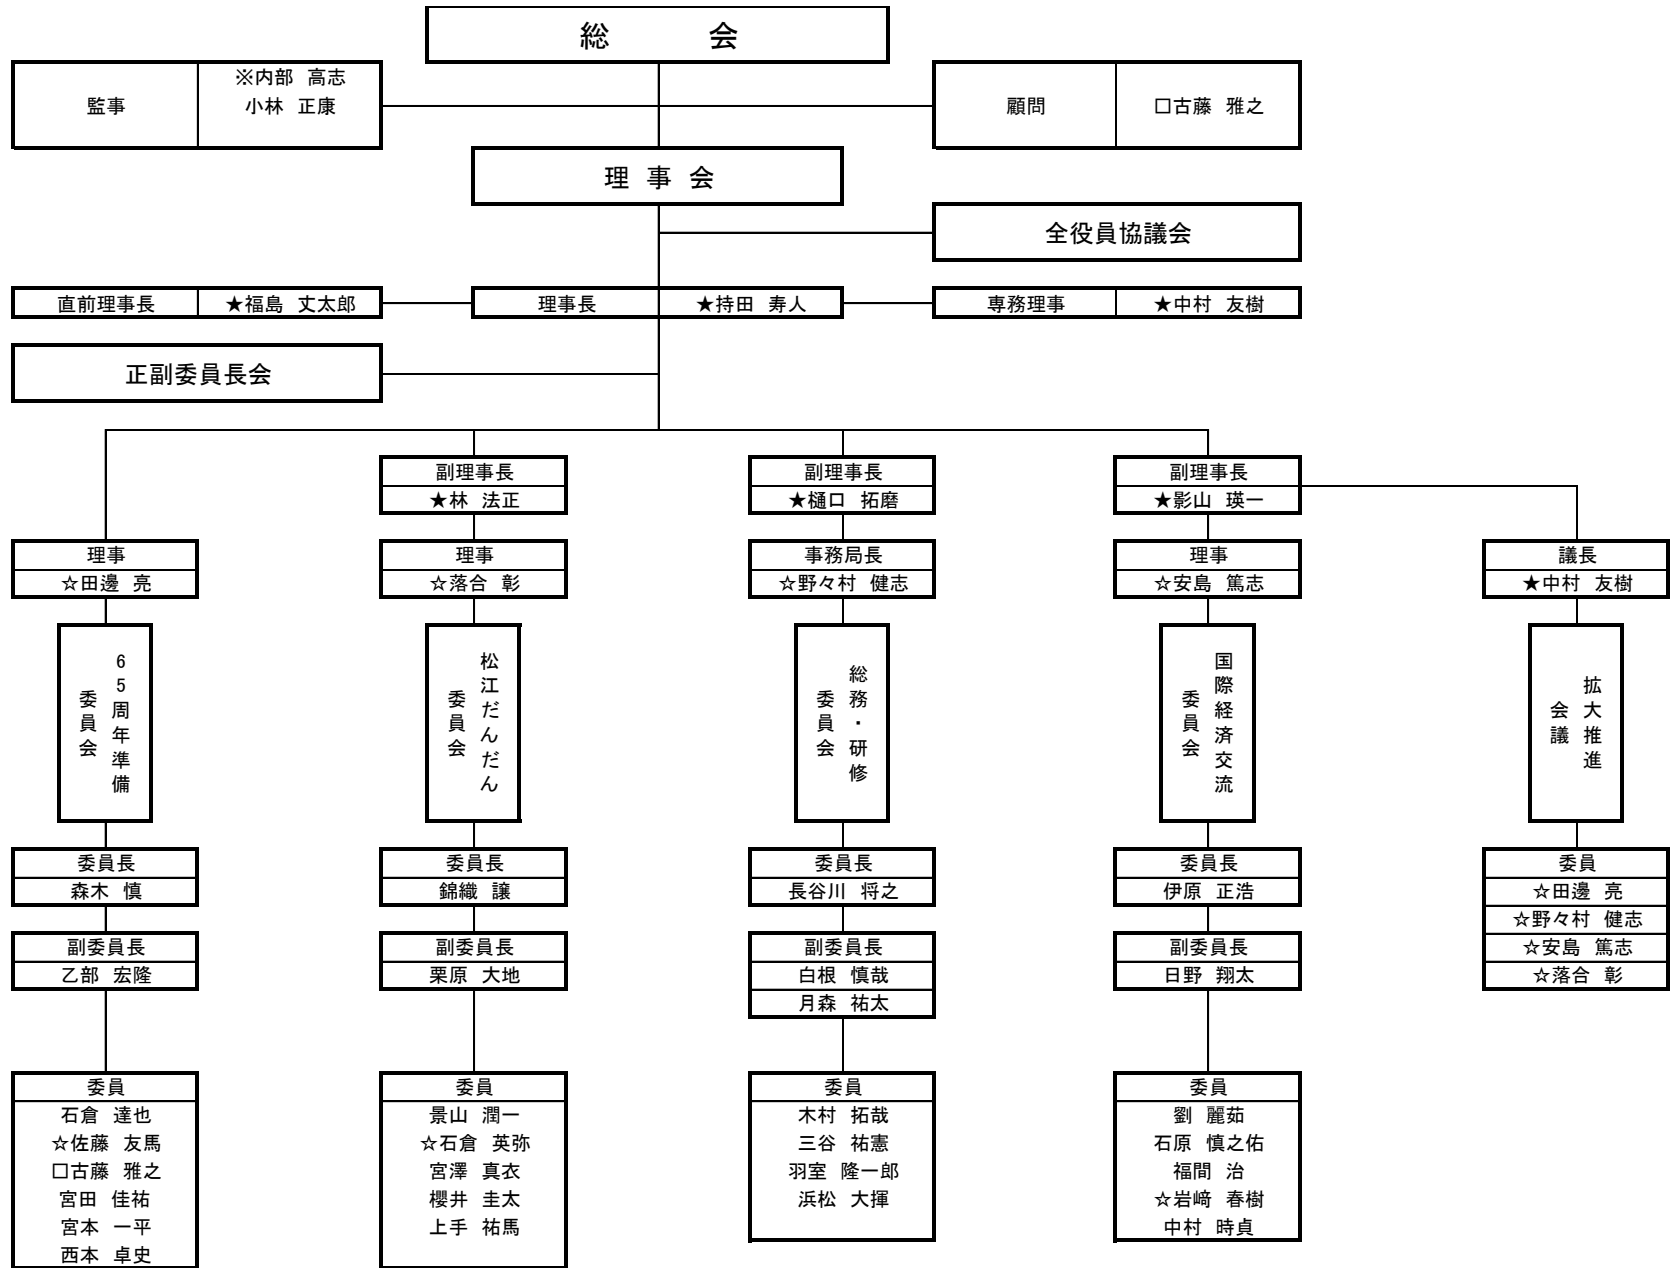 総　会
監事
※内部 高志
小林 正康
顧問
□古藤 雅之
理 事 会
全役員協議会
直前理事長
★福島 丈太郎
理事長
★持田 寿人
専務理事
★中村 友樹
正副委員長会
副理事長
★林 法正
副理事長
★樋口 拓磨
副理事長
★影山 瑛一
理事
☆田邊 亮
理事
☆落合 彰
事務局長
☆野々村 健志
理事
☆安島 篤志
議長
★中村 友樹
65周年準備
委員会
松江だんだん
委員会
総務・研修
委員会
国際経済交流
委員会
拡大推進
会議
委員長
森木 慎
委員長
錦織 譲
委員長
長谷川 将之
委員長
伊原 正浩
委員
☆田邊 亮
☆野々村 健志
☆安島 篤志
☆落合 彰
副委員長
乙部 宏隆
副委員長
栗原 大地
副委員長
白根 慎哉
月森 祐太
副委員長
日野 翔太
委員
石倉 達也
☆佐藤 友馬
□古藤 雅之
宮田 佳祐
宮本 一平
西本 卓史
委員
景山 潤一
☆石倉 英弥
宮澤 真衣
櫻井 圭太
上手 祐馬
委員
木村 拓哉
三谷 祐憲
羽室 隆一郎
浜松 大揮
委員
劉 麗茹
石原 慎之佑
福間 治
☆岩﨑 春樹
中村 時貞